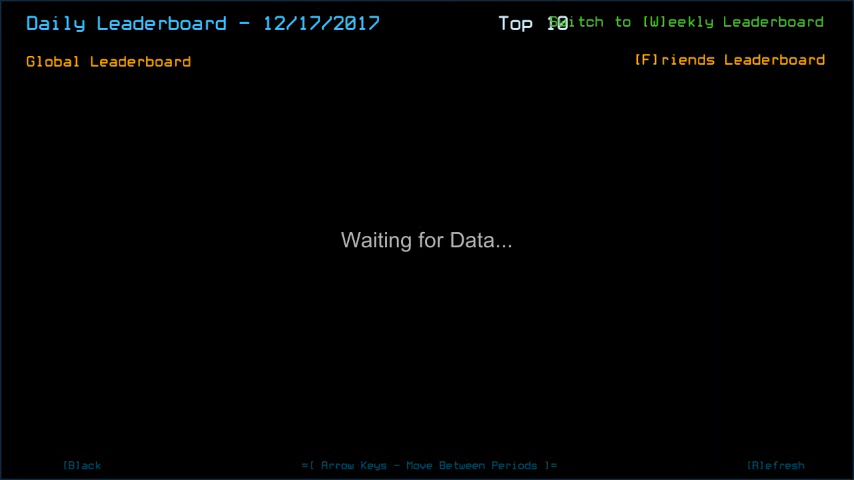 Daily Leaderboard - 12/17/2017
Top 10
Switch to [W]eekly Leaderboard
Global Leaderboard
[F]riends Leaderboard
Waiting for Data...
[B]ack
=[ Arrow Keys - Move Between Periods ]=
[R]efresh